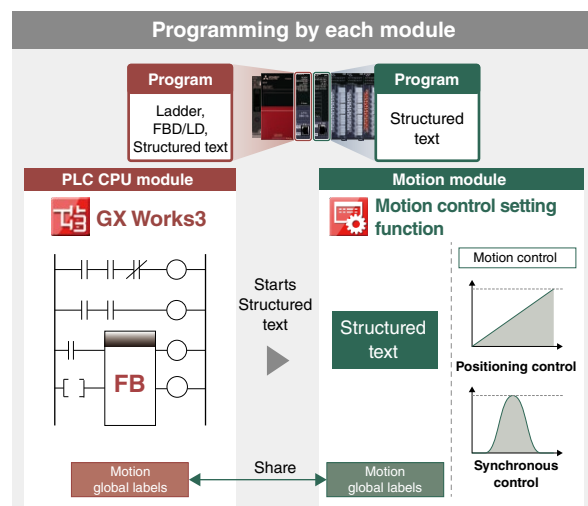 Programming by each module
Program
Ladder,
FBD/LD,
Structured text
Program
Structured
text
PLC CPU module
GX Works3
FB
Starts
Structured
text
Motion module
Motion control setting
function
Structured
text
Motion control
Positioning control
Synchronous
control
Motion
global labels
Share
Motion
global labels